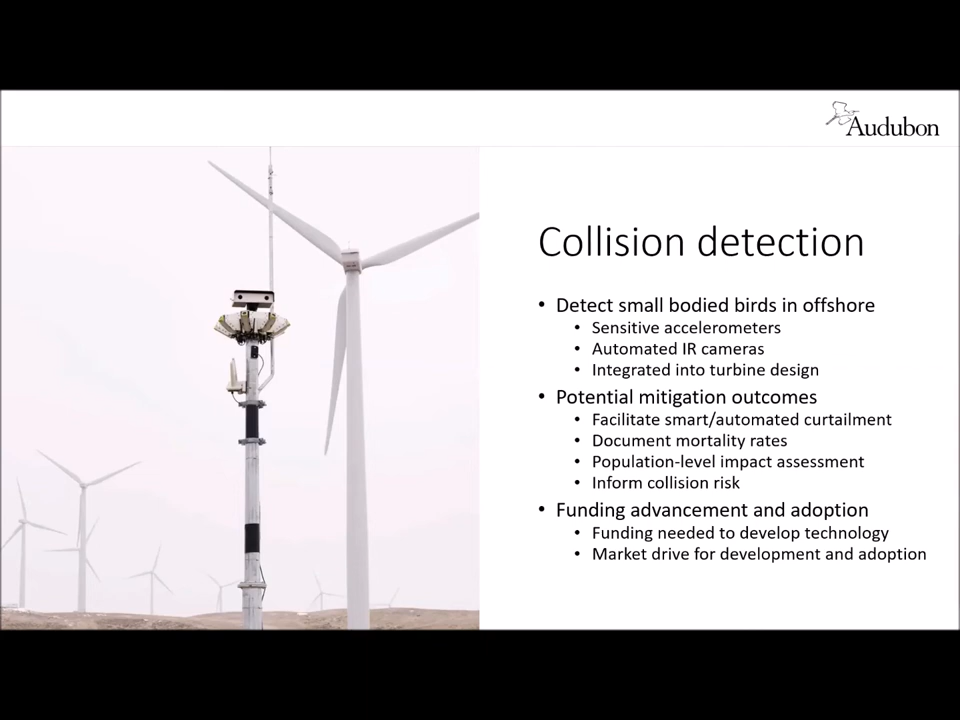 Audubon
Collision detection
• Detect small bodied birds in offshore
• Sensitive accelerometers
• Automated IR cameras
• Integrated into turbine design
• Potential mitigation outcomes
• Facilitate smart/automated curtailment
• Document mortality rates
• Population-level impact assessment
• Inform collision risk
• Funding advancement and adoption
• Funding needed to develop technology
• Market drive for development and adoption